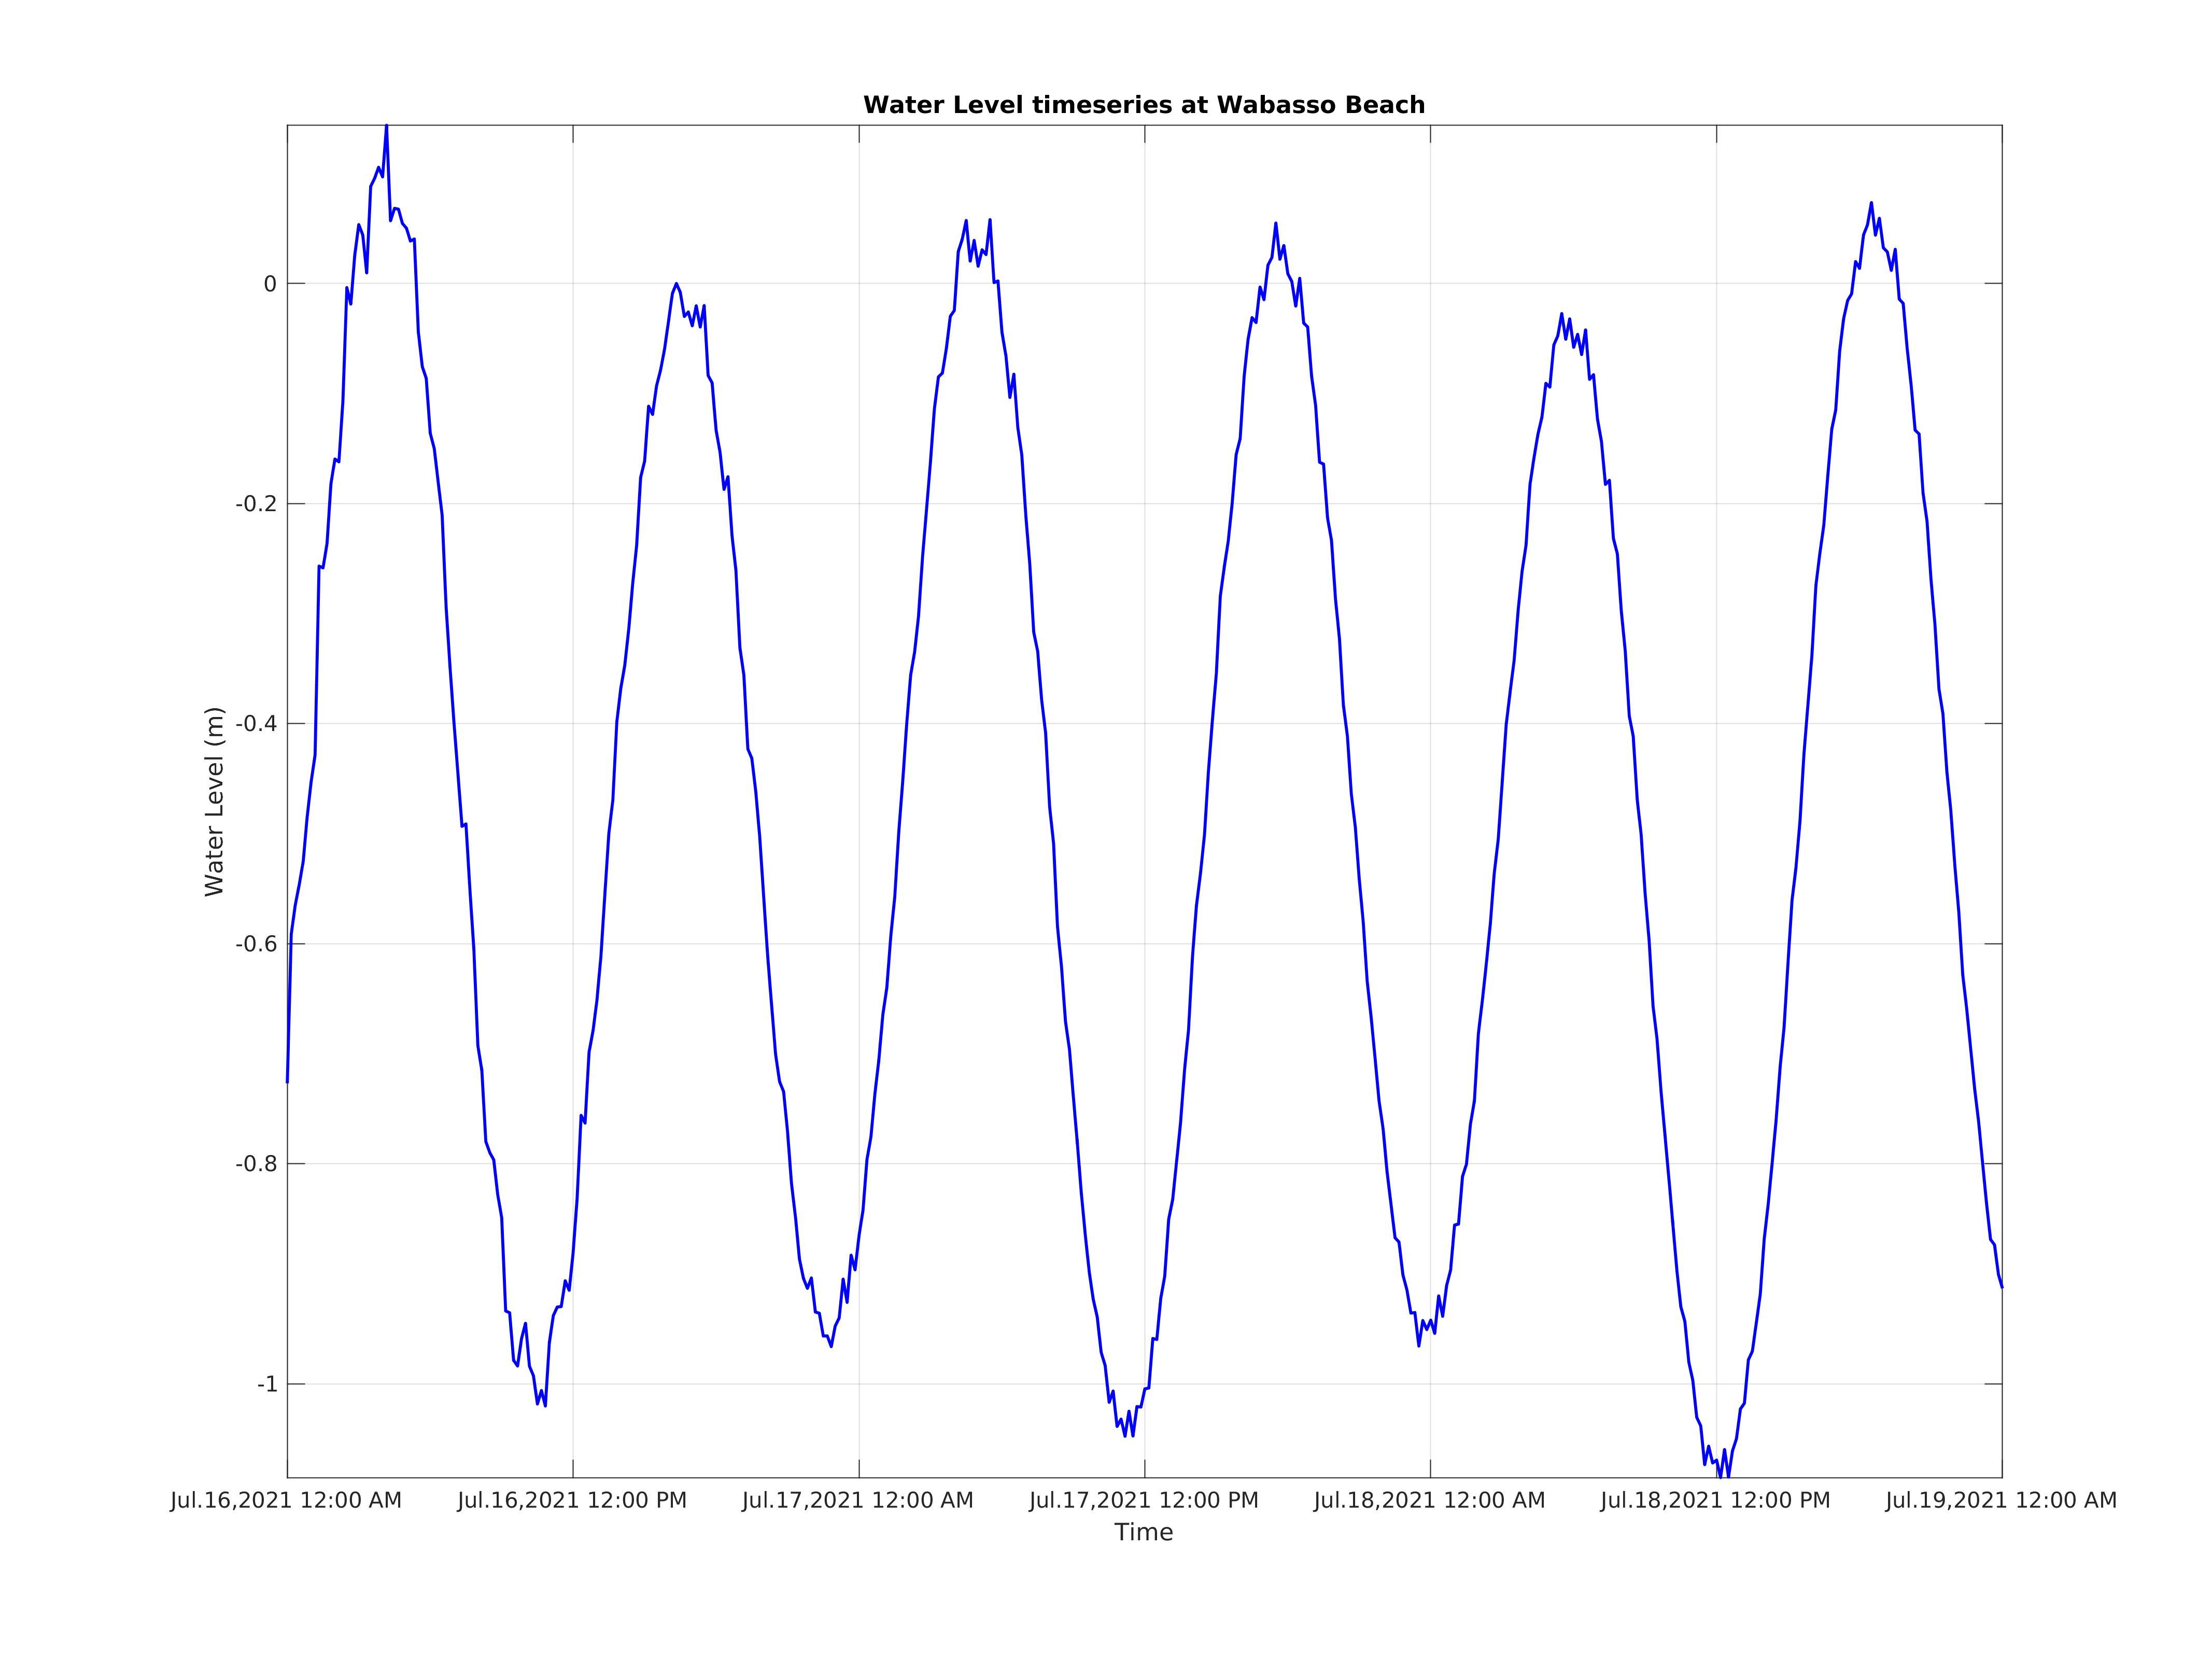 Water Level timeseries at Wabasso Beach
0
-0.2
-0.4
Water Level (m)
-0.6
-0.8
-1
Jul.16,2021 12:00 AM Jul.16,2021 12:00 PM Jul.17,2021 12:00 AM Jul.17,2021 12:00 PM Jul.18,2021 12:00 AM Jul.18,2021 12:00 PM Jul.19,2021 12:00 AM
Time